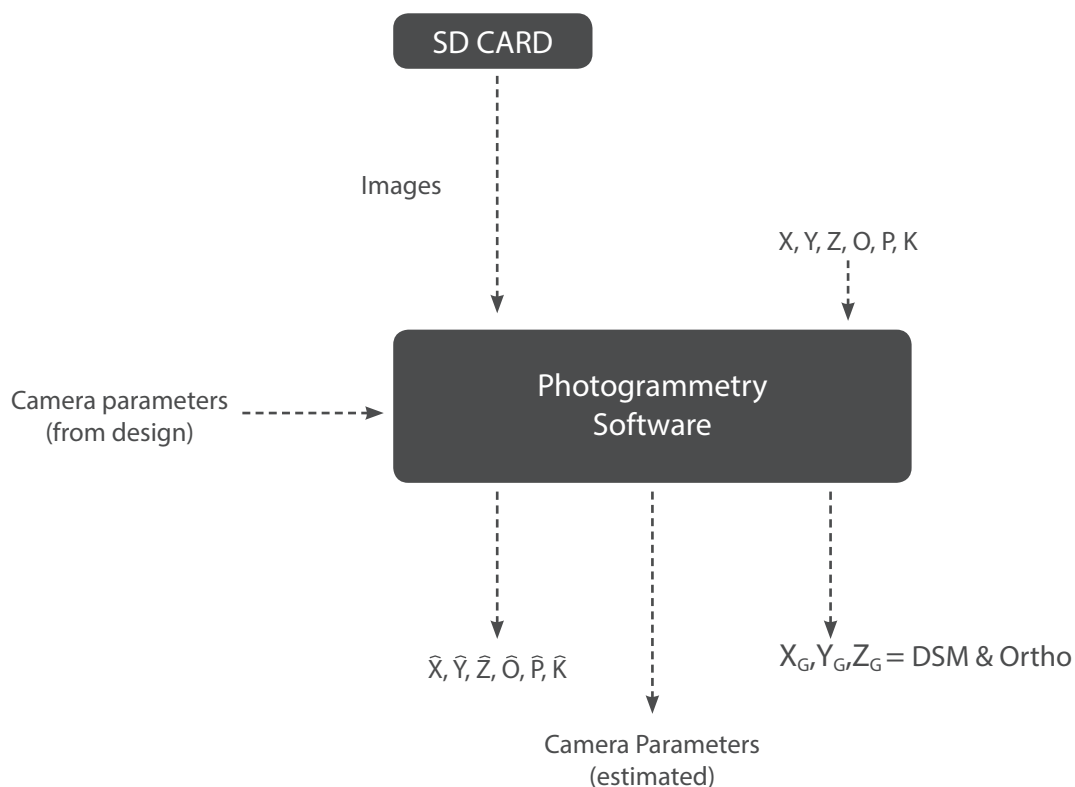 SD CARD
Images
X, Y, Z, O, P, K
Photogrammetry
Software
Camera parameters
(from design)
X̂, Ŷ, Ẑ, Ô, P̂, K̂
X_G,Y_G,Z_G = DSM & Ortho
Camera Parameters
(estimated)